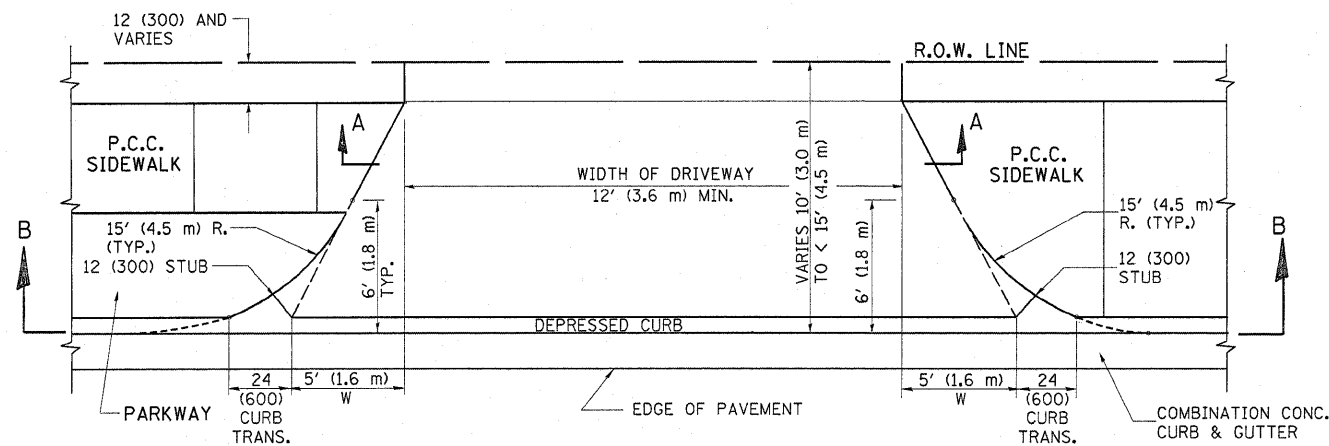 12 (300) AND
VARIES
R.O.W. LINE
A
A
P.C.C.
SIDEWALK
P.C.C.
SIDEWALK
WIDTH OF DRIVEWAY
12' (3.6 m) MIN.
VARIES 10' (3.0 m)
TO < 15' (4.5 m)
B
B
15' (4.5 m) R.
(TYP.)
15' (4.5 m)
R. (TYP.)
12 (300) STUB
12 (300)
STUB
6' (1.8 m)
TYP.
6' (1.8 m)
DEPRESSED CURB
24
(600)
CURB
TRANS.
5' (1.6 m)
W
5' (1.6 m)
W
24
(600)
CURB
TRANS.
PARKWAY
EDGE OF PAVEMENT
COMBINATION CONC.
CURB & GUTTER